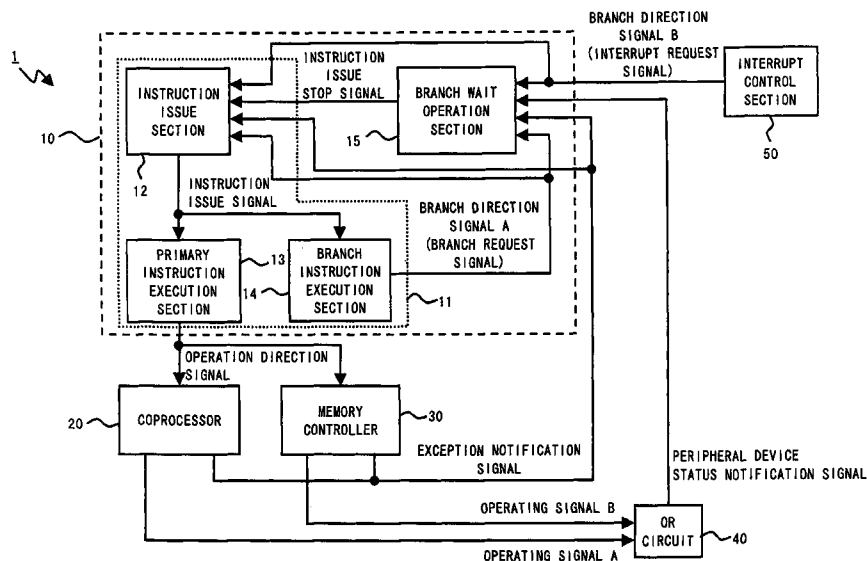 BRANCH DIRECTION
SIGNAL B
(INTERRUPT REQUEST
SIGNAL)
1
INSTRUCTION
ISSUE
STOP SIGNAL
INSTRUCTION
ISSUE
SECTION
BRANCH WAIT
OPERATION
SECTION
INTERRUPT
CONTROL
SECTION
10
15
50
12
INSTRUCTION
ISSUE SIGNAL
BRANCH DIRECTION
SIGNAL A
(BRANCH REQUEST
SIGNAL)
PRIMARY
INSTRUCTION
EXECUTION
SECTION
13
BRANCH
INSTRUCTION
EXECUTION
SECTION
14
11
OPERATION DIRECTION
SIGNAL
COPROCESSOR
20
MEMORY
CONTROLLER
30
EXCEPTION NOTIFICATION
SIGNAL
PERIPHERAL DEVICE
STATUS NOTIFICATION SIGNAL
OPERATING SIGNAL B
OR
CIRCUIT
40
OPERATING SIGNAL A